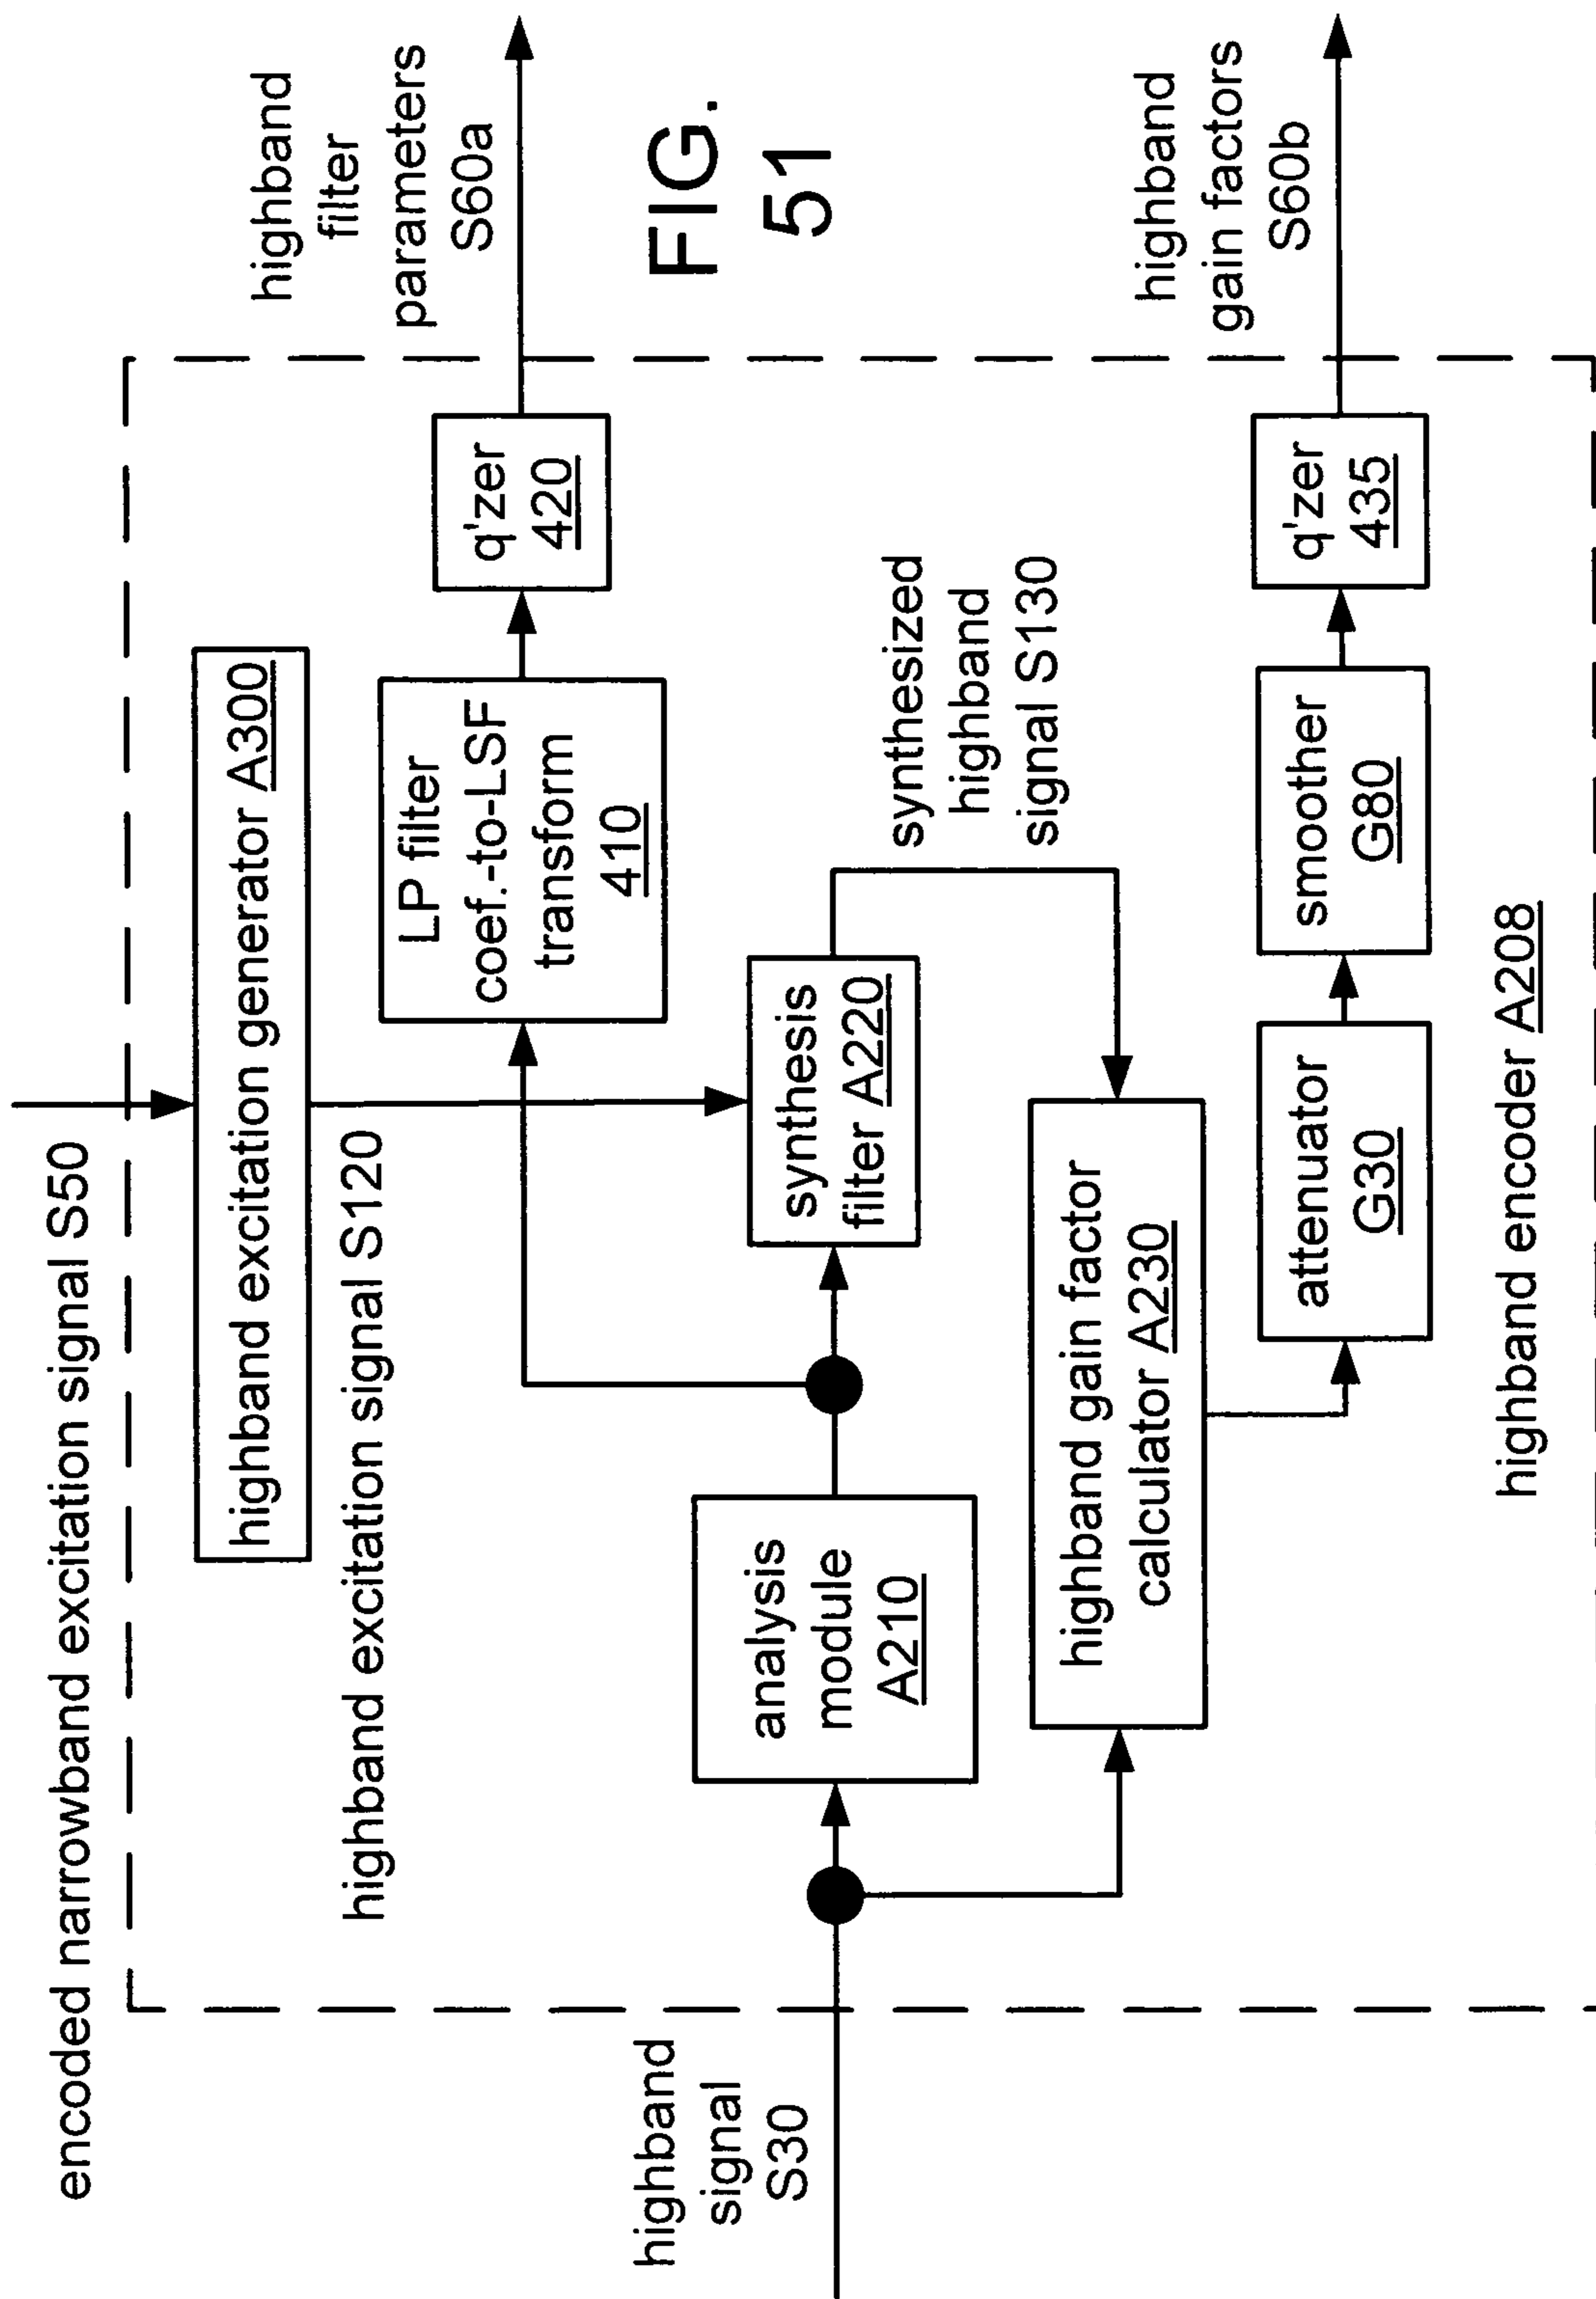 encoded narrowband excitation signal S50
highband excitation generator A300
highband excitation signal S120
highband
filter
parameters
S60a
LP filter
coef.-to-LSF
transform
410
q'zer
420
FIG.
51
highband
signal
S30
analysis
module
A210
synthesis
filter A220
synthesized
highband
signal S130
highband gain factor
calculator A230
attenuator
G30
smoother
G80
q'zer
435
highband
gain factors
S60b
highband encoder A208